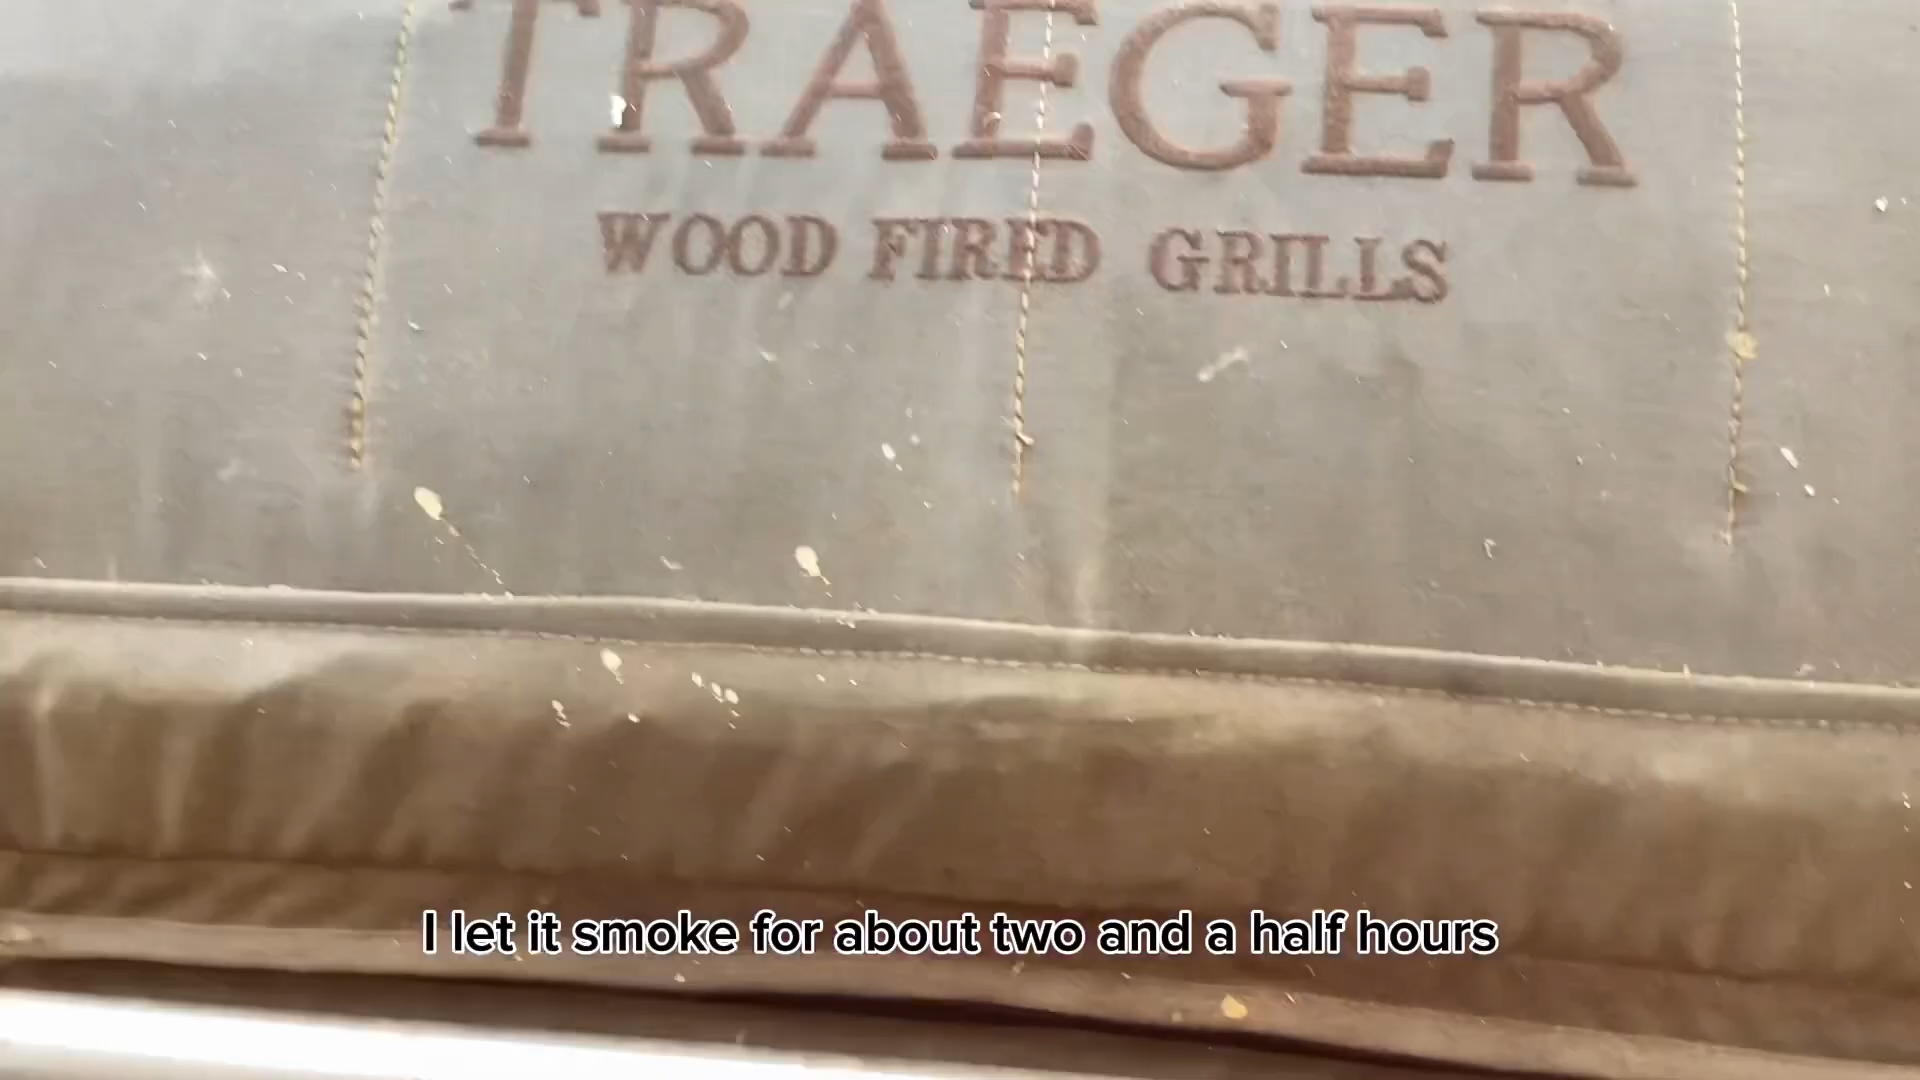 TRAEGER
WOOD FIRED GRILLS
I let it smoke for about two and a half hours